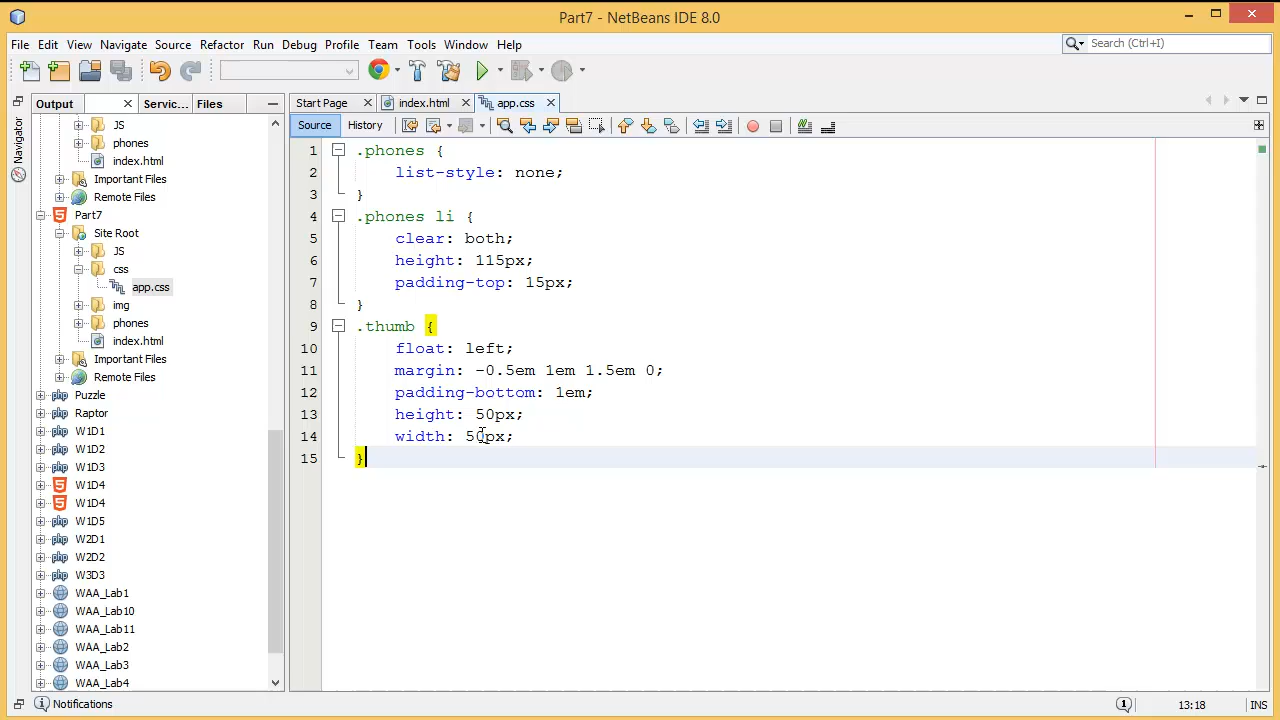 Part7 - NetBeans IDE 8.0
File Edit View Navigate Source Refactor Run Debug Profile Team Tools Window Help
Search (Ctrl+I)
Output Servic... Files
Start Page index.html app.css
Source History
Navigator
JS
phones
index.html
Important Files
Remote Files
Part7
Site Root
JS
css
app.css
img
phones
index.html
Important Files
Remote Files
Puzzle
Raptor
W1D1
W1D2
W1D3
W1D4
W1D4
W1D5
W2D1
W2D2
W3D3
WAA_Lab1
WAA_Lab10
WAA_Lab11
WAA_Lab2
WAA_Lab3
WAA_Lab4
1 .phones {
2 list-style: none;
3 }
4 .phones li {
5 clear: both;
6 height: 115px;
7 padding-top: 15px;
8 }
9 .thumb {
10 float: left;
11 margin: -0.5em 1em 1.5em 0;
12 padding-bottom: 1em;
13 height: 50px;
14 width: 50px;
15 }
Notifications
1
13:18
INS